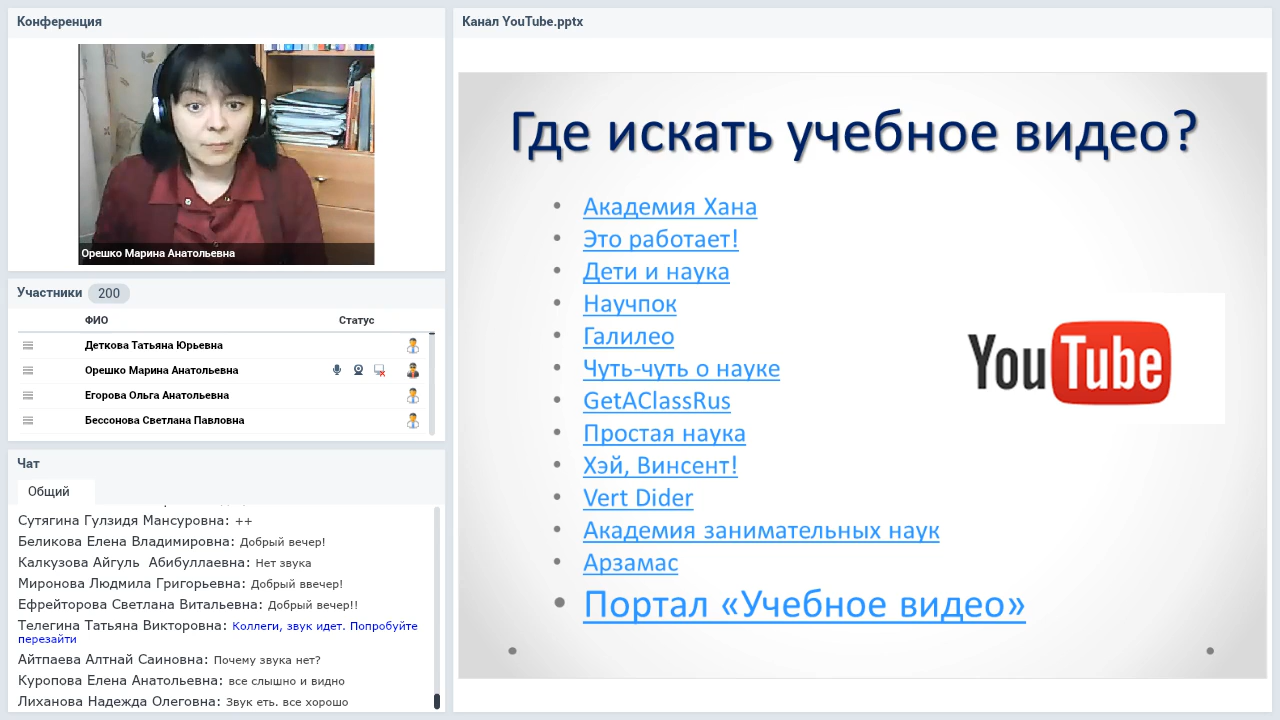 Конференция
Орешко Марина Анатольевна
Участники 200
ФИО Статус
Деткова Татьяна Юрьевна
Орешко Марина Анатольевна
Егорова Ольга Анатольевна
Бессонова Светлана Павловна
Чат
Общий
Сутягина Гулзидя Мансуровна: ++
Беликова Елена Владимировна: Добрый вечер!
Калкузова Айгуль Абибуллаевна: Нет звука
Миронова Людмила Григорьевна: Добрый ввечер!
Ефрейторова Светлана Витальевна: Добрый вечер!!
Телегина Татьяна Викторовна: Коллеги, звук идет. Попробуйте
перезайти
Айтпаева Алтнай Саиновна: Почему звука нет?
Куропова Елена Анатольевна: все слышно и видно
Лиханова Надежда Олеговна: Звук еть. все хорошо
Канал YouTube.pptx
Где искать учебное видео?
Академия Хана
Это работает!
Дети и наука
Научпок
Галилео
Чуть-чуть о науке
GetAClassRus
Простая наука
Хэй, Винсент!
Vert Dider
Академия занимательных наук
Арзамас
Портал «Учебное видео»
YouTube